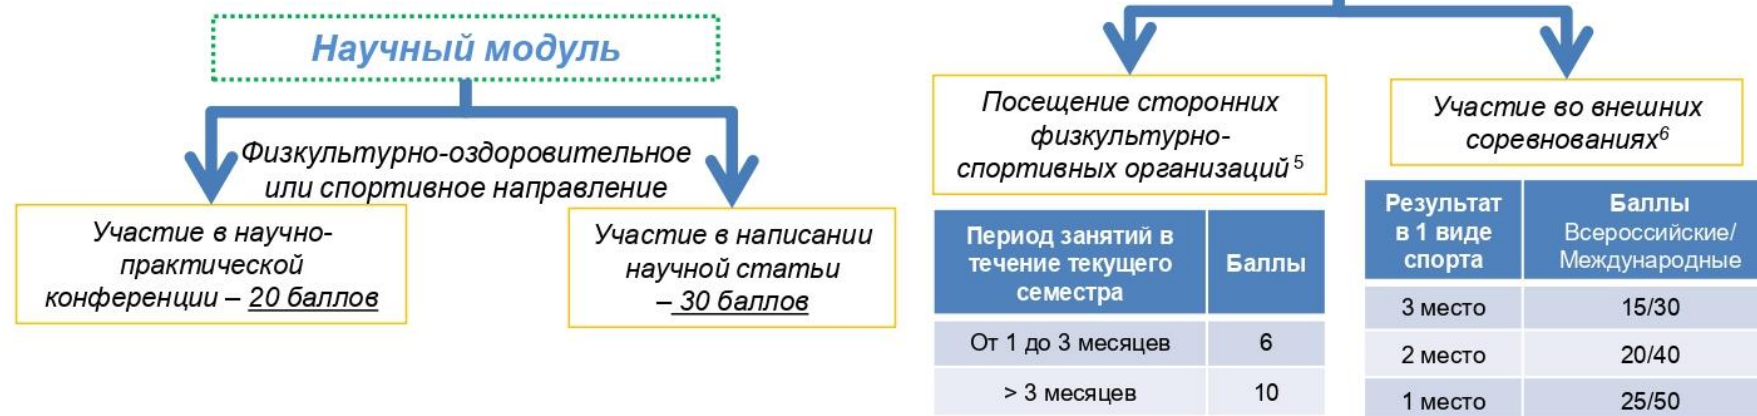 Научный модуль
Физкультурно-оздоровительное
или спортивное направление
Участие в научно-
практической
конференции – 20 баллов
Участие в написании
научной статьи
– 30 баллов
Посещение сторонних
физкультурно-
спортивных организаций 5
Период занятий в
течение текущего
семестра
Баллы
От 1 до 3 месяцев 6
> 3 месяцев 10
Участие во внешних
соревнованиях6
Результат
в 1 виде
спорта
Баллы
Всероссийские/
Международные
3 место 15/30
2 место 20/40
1 место 25/50